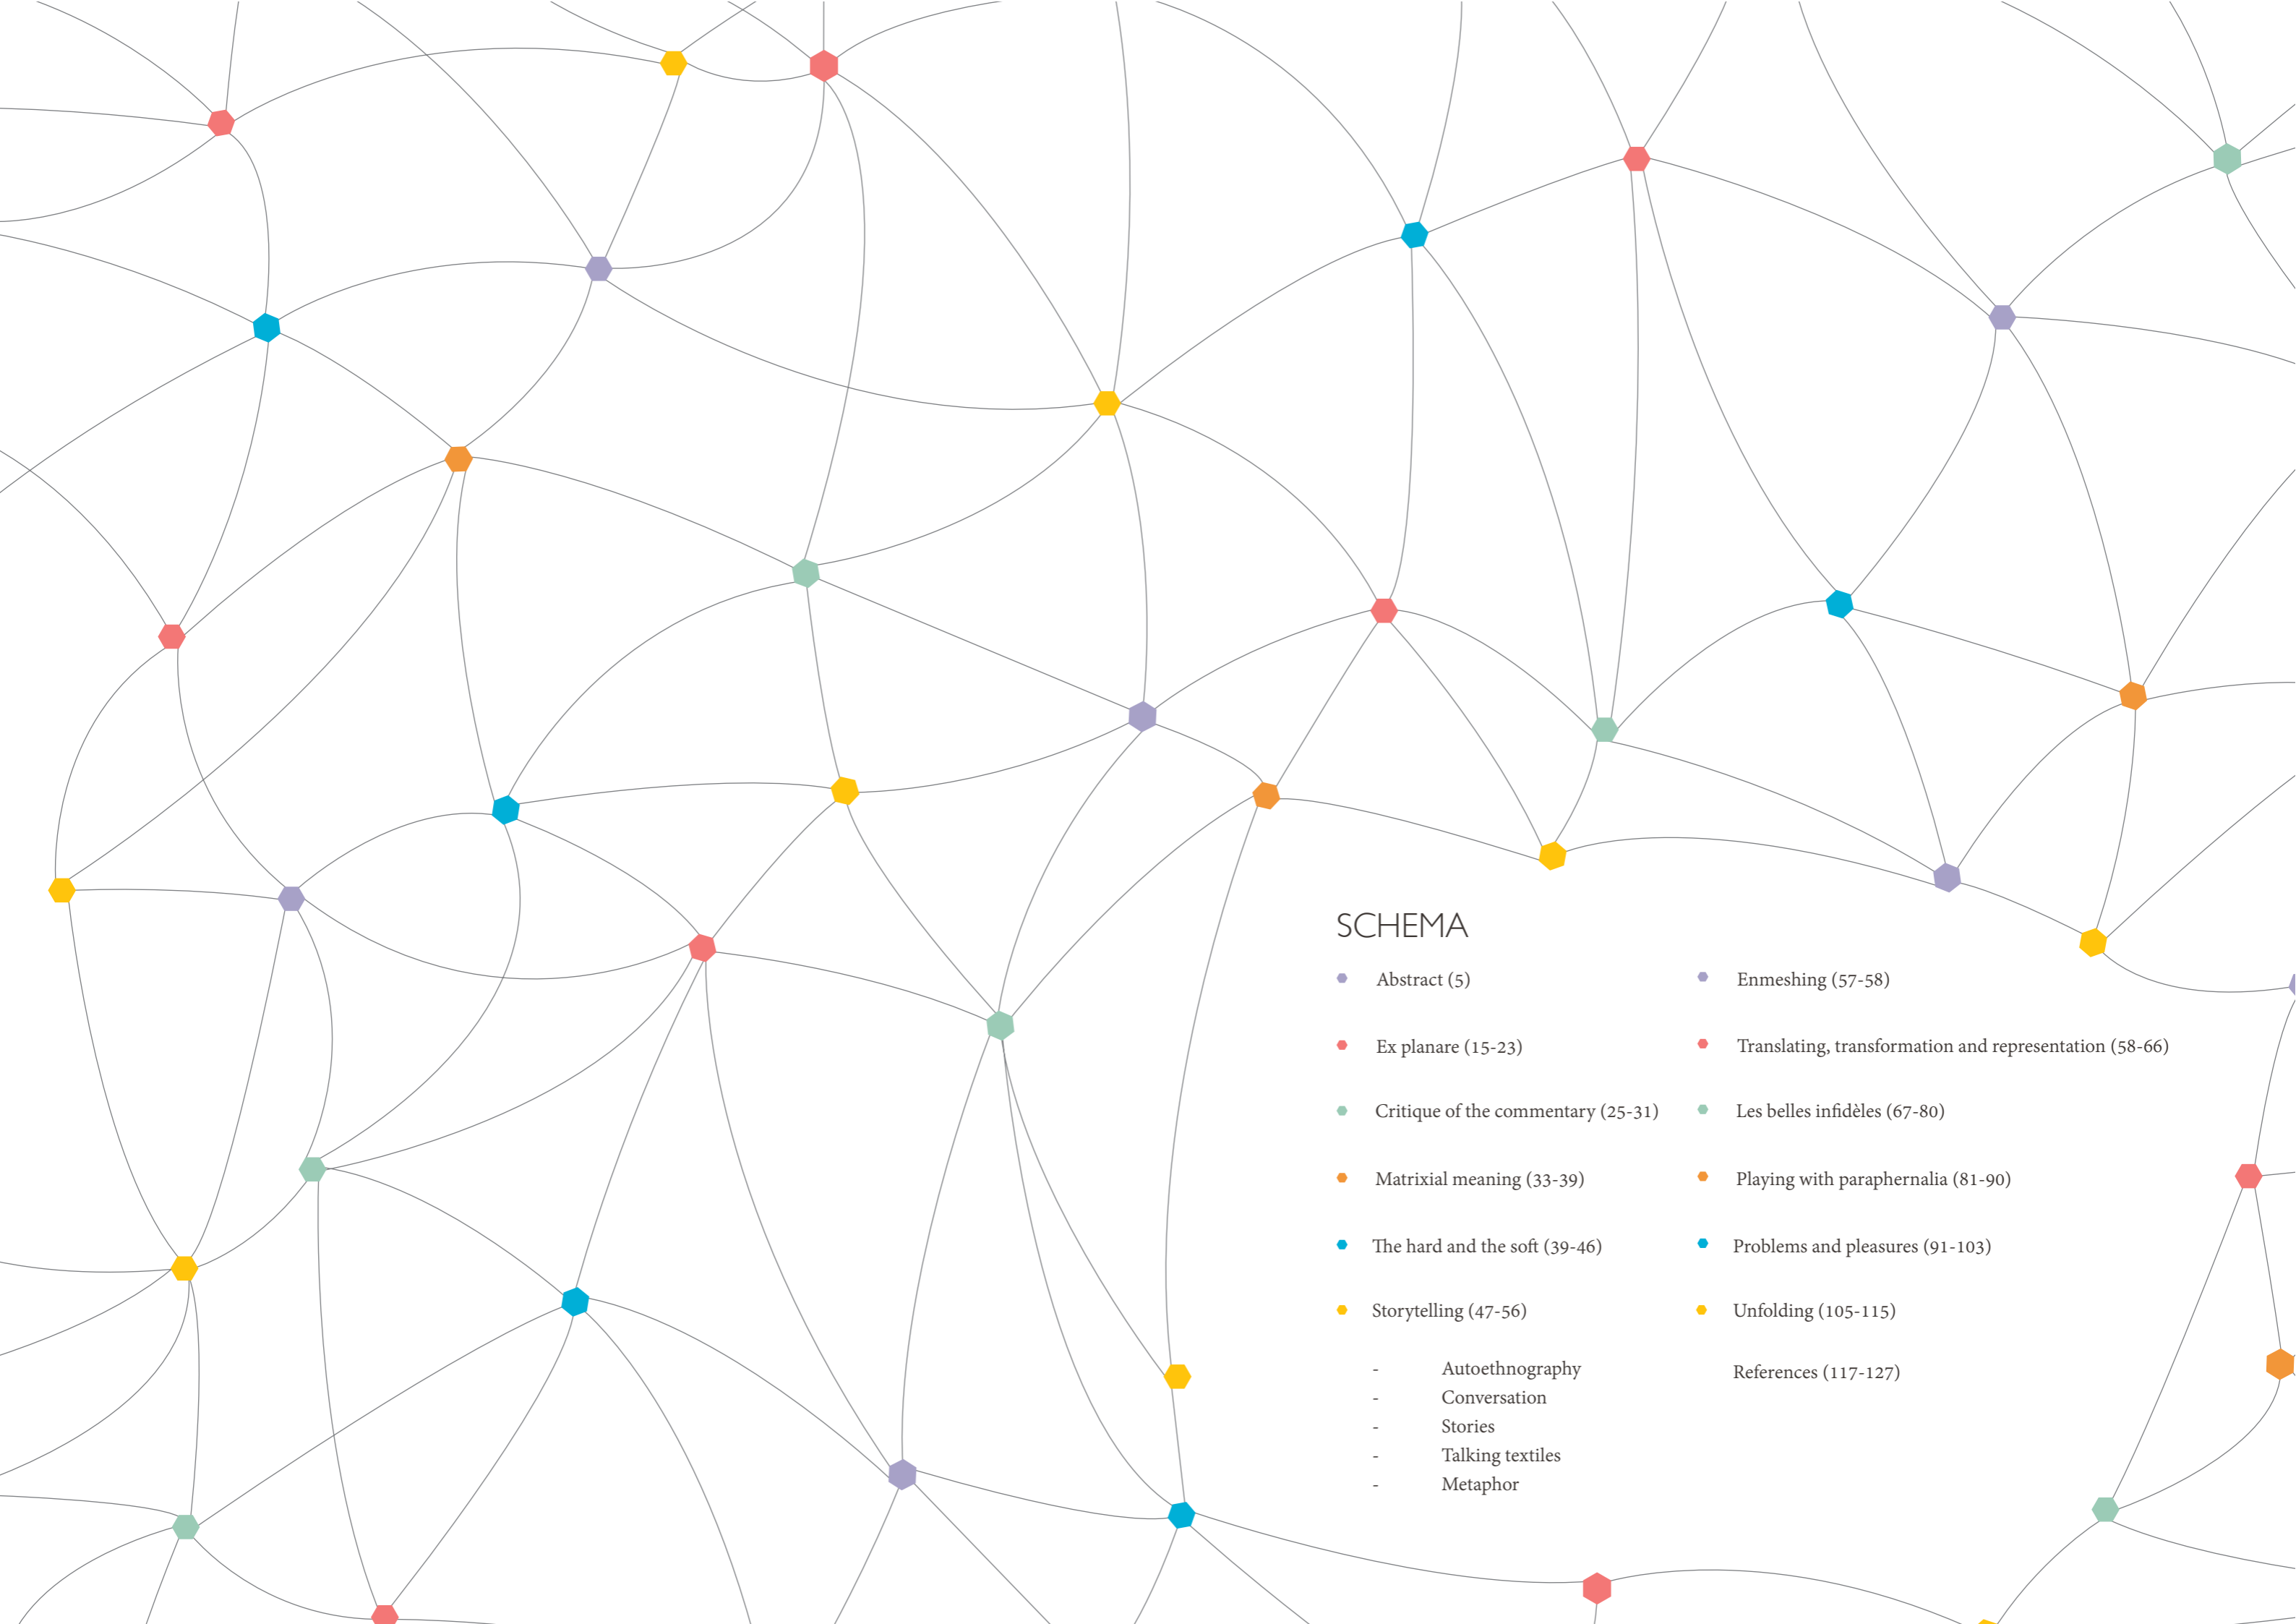 SCHEMA
Abstract (5)
Ex planare (15-23)
Critique of the commentary (25-31)
Matrixial meaning (33-39)
The hard and the soft (39-46)
Storytelling (47-56)
- Autoethnography
- Conversation
- Stories
- Talking textiles
- Metaphor
Enmeshing (57-58)
Translating, transformation and representation (58-66)
Les belles infidèles (67-80)
Playing with paraphernalia (81-90)
Problems and pleasures (91-103)
Unfolding (105-115)
References (117-127)